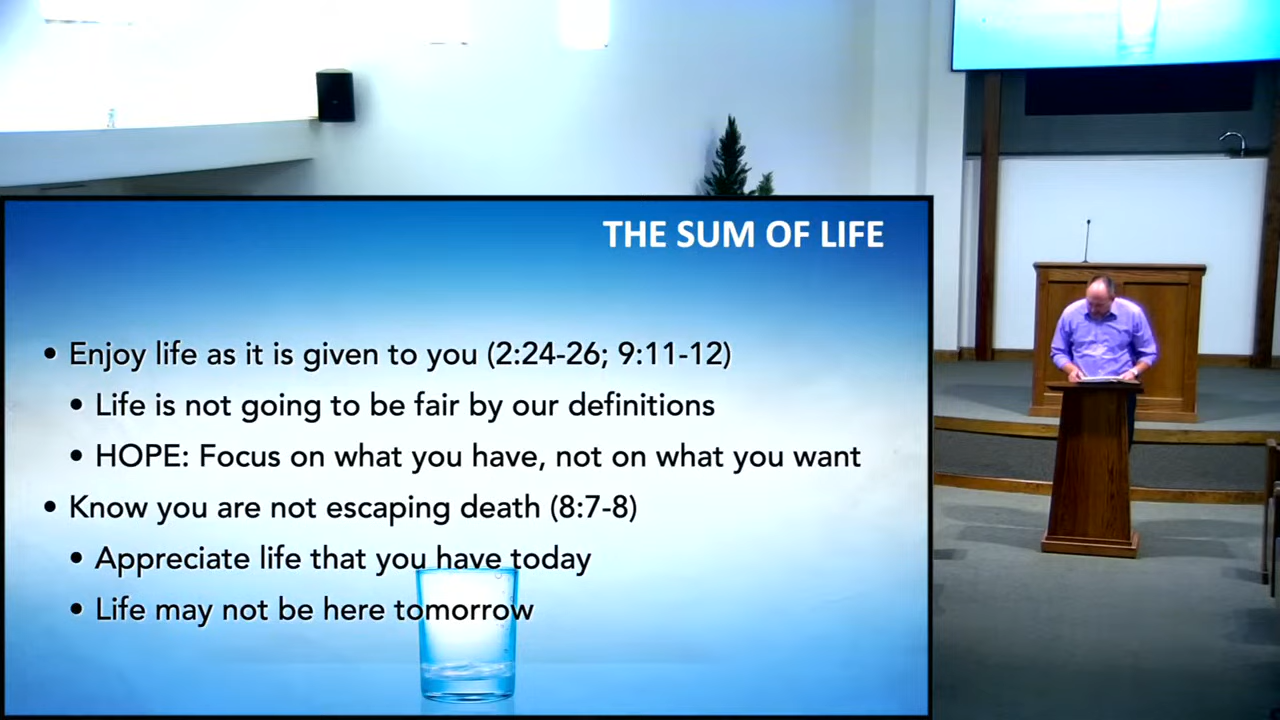 THE SUM OF LIFE
• Enjoy life as it is given to you (2:24-26; 9:11-12)
• Life is not going to be fair by our definitions
• HOPE: Focus on what you have, not on what you want
• Know you are not escaping death (8:7-8)
• Appreciate life that you have today
• Life may not be here tomorrow